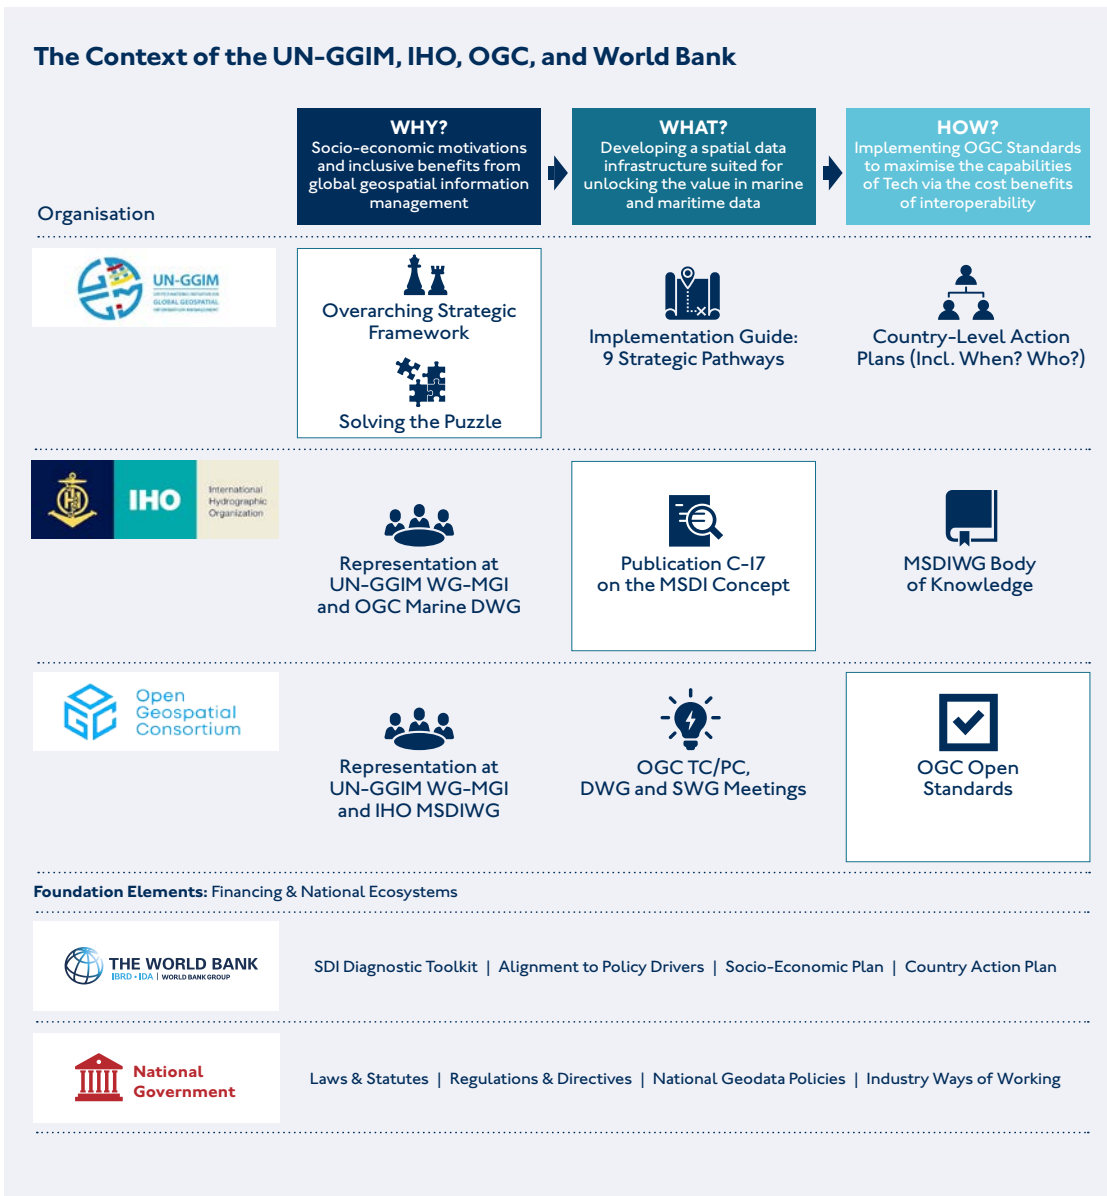 The Context of the UN-GGIM, IHO, OGC, and World Bank
Organisation
WHY?
Socio-economic motivations
and inclusive benefits from
global geospatial information
management
WHAT?
Developing a spatial data
infrastructure suited for
unlocking the value in marine
and maritime data
HOW?
Implementing OGC Standards
to maximise the capabilities
of Tech via the cost benefits
of interoperability
UN-GGIM
GLOBAL GEOSPATIAL
Overarching Strategic
Framework
Solving the Puzzle
Implementation Guide:
9 Strategic Pathways
Country-Level Action
Plans (Incl. When? Who?)
IHO
International
Hydrographic
Organization
Representation at
UN-GGIM WG-MGI
and OGC Marine DWG
Publication C-17
on the MSDI Concept
MSDIWG Body
of Knowledge
Open
Geospatial
Consortium
Representation at
UN-GGIM WG-MGI
and IHO MSDIWG
OGC TC/PC,
DWG and SWG Meetings
OGC Open
Standards
Foundation Elements: Financing & National Ecosystems
THE WORLD BANK
IBRD • IDA | WORLD BANK GROUP
SDI Diagnostic Toolkit | Alignment to Policy Drivers | Socio-Economic Plan | Country Action Plan
National
Government
Laws & Statutes | Regulations & Directives | National Geodata Policies | Industry Ways of Working